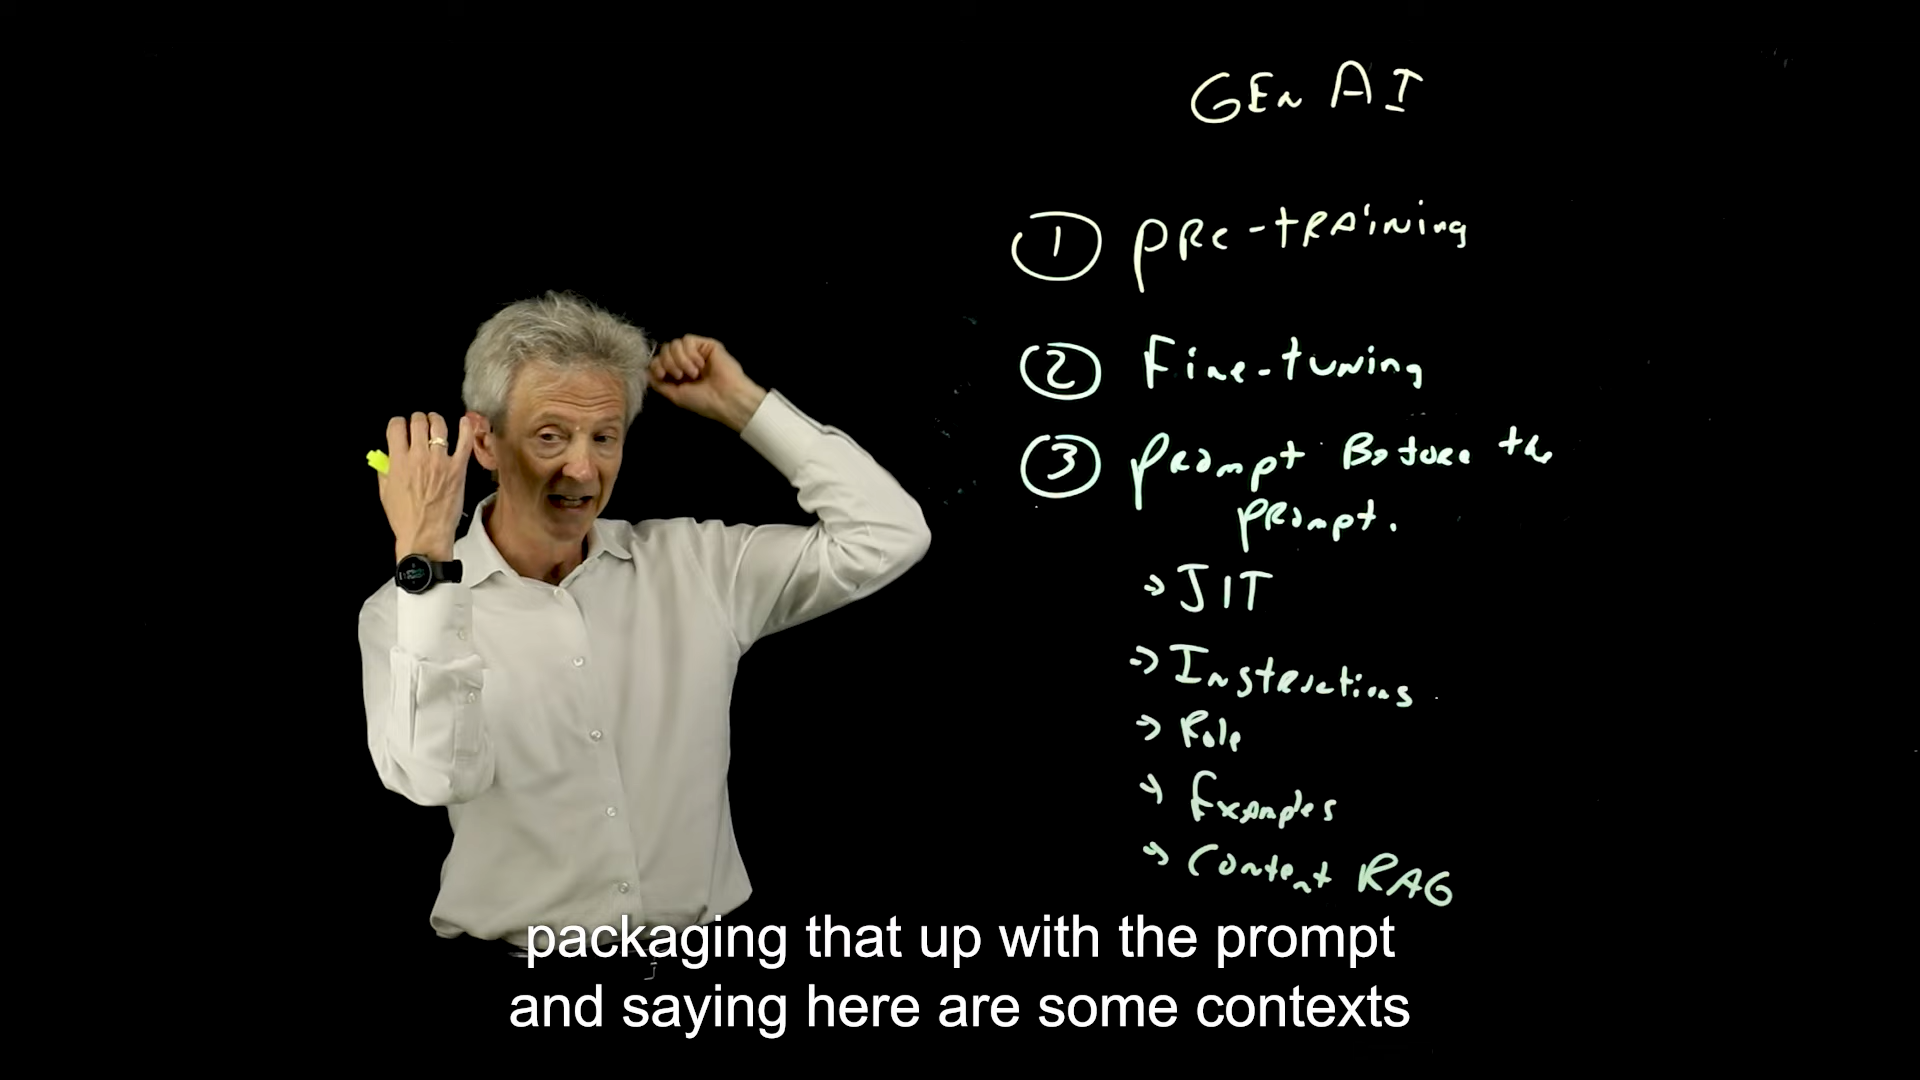 GEn AI
1 Pre-training
2 Fine-tuning
3 Prompt Before the
Prompt.
→ JIT
→ Instructions
→ Role
→ Examples
→ Content RAG
packaging that up with the prompt
and saying here are some contexts